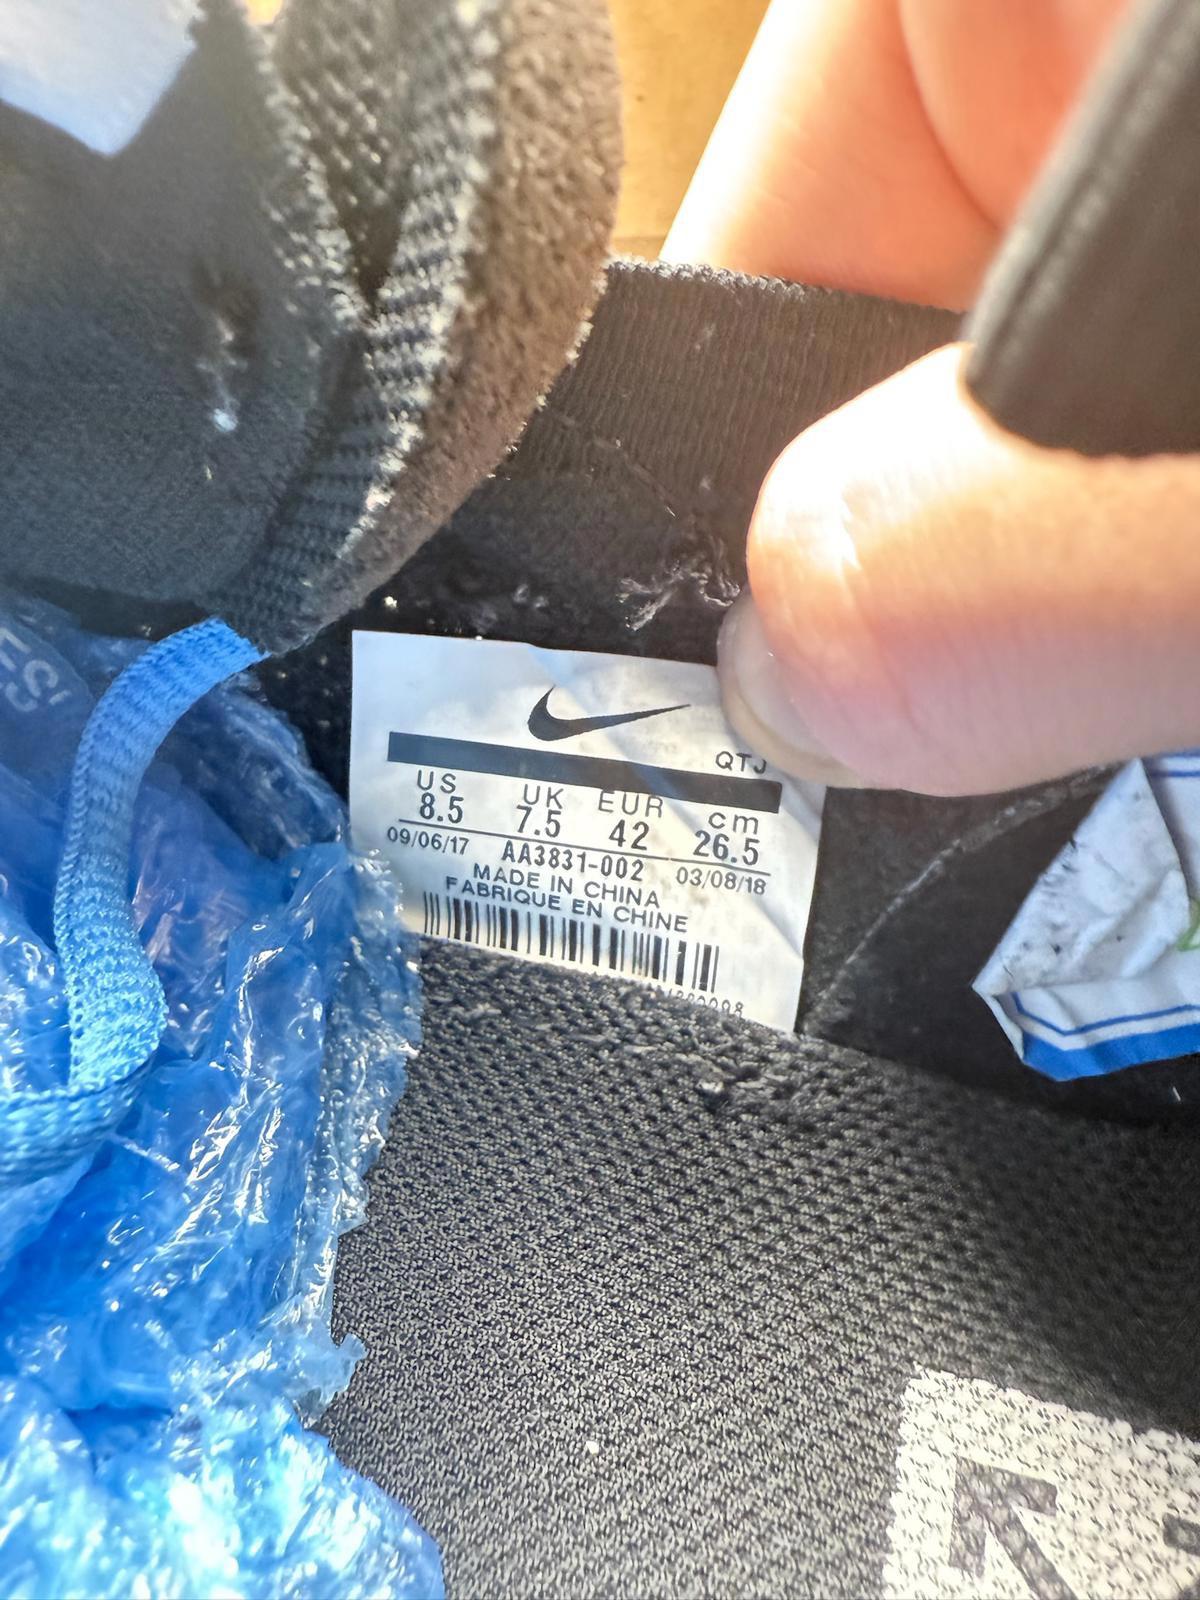 QTJ
US UK EUR cm
8.5 7.5 42 26.5
09/06/17 AA3831-002 03/08/18
MADE IN CHINA
FABRIQUE EN CHINE